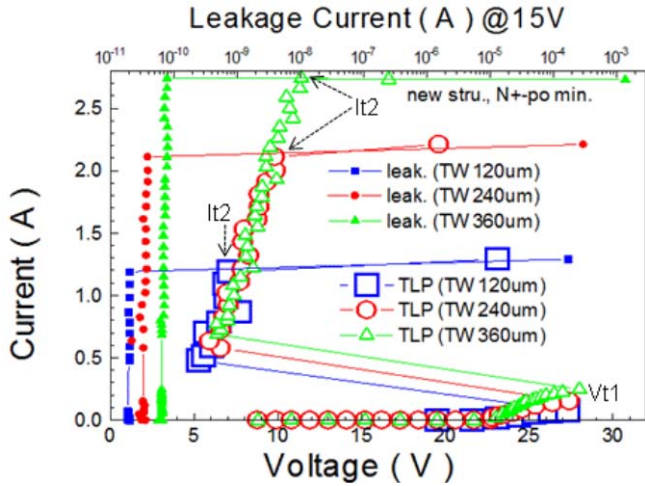 Leakage Current ( A ) @15V
10-11 10-10 10-9 10-8 10-7 10-6 10-5 10-4 10-3
new stru., N+-po min.
It2
It2
leak. (TW 120um)
leak. (TW 240um)
leak. (TW 360um)
TLP (TW 120um)
TLP (TW 240um)
TLP (TW 360um)
Vt1
2.5
2.0
1.5
1.0
0.5
0.0
Current ( A )
0 5 10 15 20 25 30
Voltage ( V )